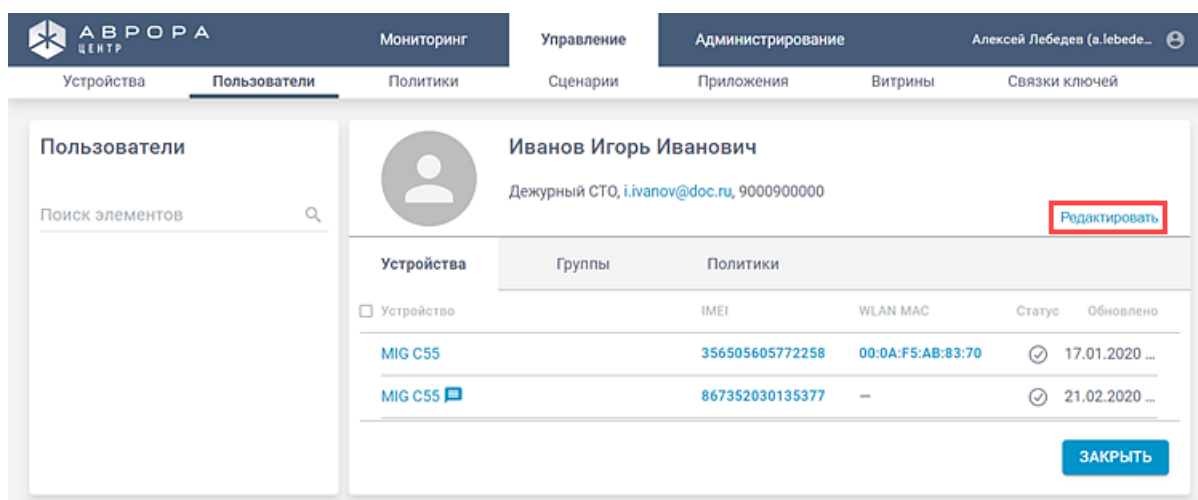 АВРОРА
ЦЕНТР
Мониторинг Управление Администрирование Алексей Лебедев (a.lebede...
Устройства Пользователи Политики Сценарии Приложения Витрины Связки ключей
Пользователи
Поиск элементов
Иванов Игорь Иванович
Дежурный СТО, i.ivanov@doc.ru, 9000900000
Редактировать
Устройства Группы Политики
Устройство IMEI WLAN MAC Статус Обновлено
MIG C55 356505605772258 00:0A:F5:AB:83:70 17.01.2020 ...
MIG C55 867352030135377 — 21.02.2020 ...
ЗАКРЫТЬ